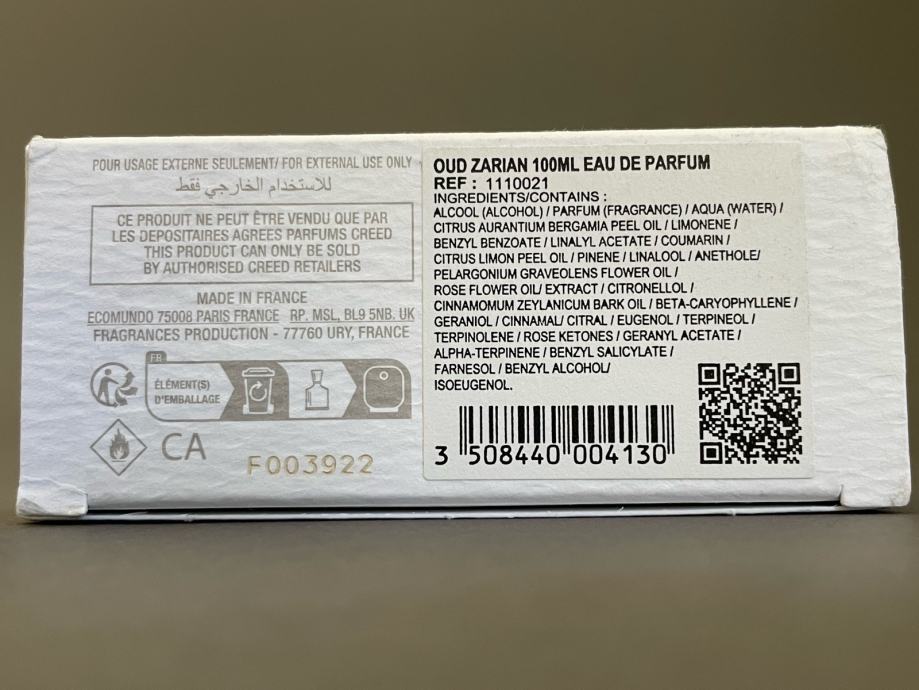 POUR USAGE EXTERNE SEULEMENT/ FOR EXTERNAL USE ONLY
للاستخدام الخارجي فقط
CE PRODUIT NE PEUT ÊTRE VENDU QUE PAR
LES DEPOSITAIRES AGREES PARFUMS CREED
THIS PRODUCT CAN ONLY BE SOLD
BY AUTHORISED CREED RETAILERS
MADE IN FRANCE
ECOMUNDO 75008 PARIS FRANCE RP. MSL, BL9 5NB. UK
FRAGRANCES PRODUCTION - 77760 URY, FRANCE
FR
ÉLÉMENT(S)
D'EMBALLAGE
CA
F003922
OUD ZARIAN 100ML EAU DE PARFUM
REF : 1110021
INGREDIENTS/CONTAINS :
ALCOOL (ALCOHOL) / PARFUM (FRAGRANCE) / AQUA (WATER) /
CITRUS AURANTIUM BERGAMIA PEEL OIL / LIMONENE /
BENZYL BENZOATE / LINALYL ACETATE / COUMARIN /
CITRUS LIMON PEEL OIL / PINENE / LINALOOL / ANETHOLE/
PELARGONIUM GRAVEOLENS FLOWER OIL /
ROSE FLOWER OIL/ EXTRACT / CITRONELLOL /
CINNAMOMUM ZEYLANICUM BARK OIL / BETA-CARYOPHYLLENE /
GERANIOL / CINNAMAL/ CITRAL / EUGENOL / TERPINEOL /
TERPINOLENE / ROSE KETONES / GERANYL ACETATE /
ALPHA-TERPINENE / BENZYL SALICYLATE /
FARNESOL / BENZYL ALCOHOL/
ISOEUGENOL.
3 508440 004130